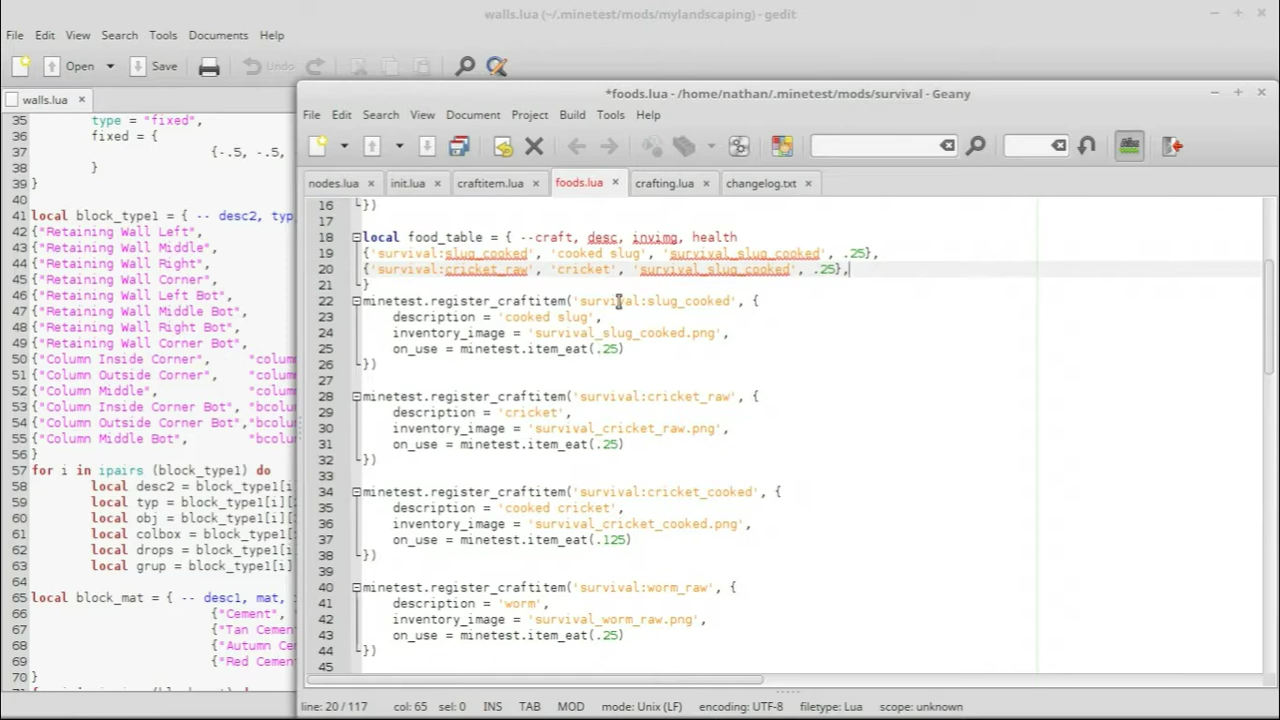 walls.lua (~/.minetest/mods/mylandscaping) - gedit
File Edit View Search Tools Documents Help
Open Save Undo
walls.lua
35 type = "fixed",
36 fixed = {
37 {-.5, -.5,
38 }
39 }
40
41 local block_type1 = { -- desc2, typ
42 {"Retaining Wall Left",
43 {"Retaining Wall Middle",
44 {"Retaining Wall Right",
45 {"Retaining Wall Corner",
46 {"Retaining Wall Left Bot",
47 {"Retaining Wall Middle Bot",
48 {"Retaining Wall Right Bot",
49 {"Retaining Wall Corner Bot",
50 {"Column Inside Corner", "column
51 {"Column Outside Corner", "column
52 {"Column Middle", "column
53 {"Column Inside Corner Bot", "bcolum
54 {"Column Outside Corner Bot", "bcolum
55 {"Column Middle Bot", "bcolum
56 }
57 for i in ipairs (block_type1) do
58 local desc2 = block_type1[i
59 local typ = block_type1[i][
60 local obj = block_type1[i][
61 local colbox = block_type1[i
62 local drops = block_type1[i]
63 local grup = block_type1[i]
64
65 local block_mat = { -- desc1, mat,
66 {"Cement",
67 {"Tan Cemen
68 {"Autumn Ce
69 {"Red Cemen
70 }
*foods.lua - /home/nathan/.minetest/mods/survival - Geany
File Edit Search View Document Project Build Tools Help
nodes.lua init.lua craftitem.lua foods.lua crafting.lua changelog.txt
16 })
17
18 local food_table = { --craft, desc, invimg, health
19 {'survival:slug_cooked', 'cooked slug', 'survival_slug_cooked', .25},
20 {'survival:cricket_raw', 'cricket', 'survival_slug_cooked', .25},
21 }
22 minetest.register_craftitem('survival:slug_cooked', {
23 description = 'cooked slug',
24 inventory_image = 'survival_slug_cooked.png',
25 on_use = minetest.item_eat(.25)
26 })
27
28 minetest.register_craftitem('survival:cricket_raw', {
29 description = 'cricket',
30 inventory_image = 'survival_cricket_raw.png',
31 on_use = minetest.item_eat(.25)
32 })
33
34 minetest.register_craftitem('survival:cricket_cooked', {
35 description = 'cooked cricket',
36 inventory_image = 'survival_cricket_cooked.png',
37 on_use = minetest.item_eat(.125)
38 })
39
40 minetest.register_craftitem('survival:worm_raw', {
41 description = 'worm',
42 inventory_image = 'survival_worm_raw.png',
43 on_use = minetest.item_eat(.25)
44 })
45
line: 20 / 117 col: 65 sel: 0 INS TAB MOD mode: Unix (LF) encoding: UTF-8 filetype: Lua scope: unknown